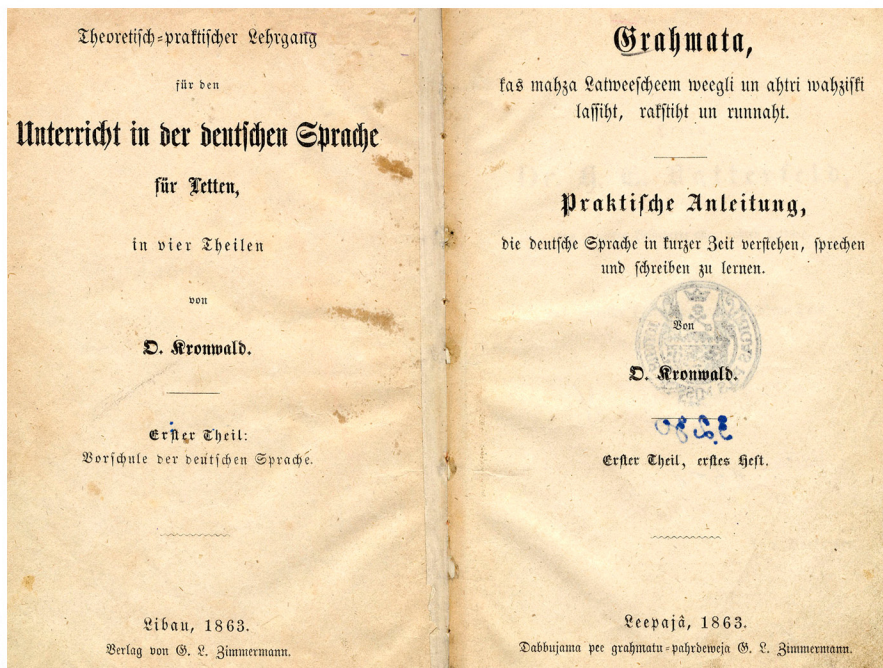 Theoretisch-praktischer Lehrgang
für den
Unterricht in der deutschen Sprache
für Letten,
in vier Theilen
von
O. Kronwald.
Erster Theil:
Vorschule der deutschen Sprache.
Libau, 1863.
Verlag von G. L. Zimmermann.
Grahmata,
kas mahza Latweescheem weegli un ahtri wahziski
lassiht, rakstiht un runnaht.
Praktische Anleitung,
die deutsche Sprache in kurzer Zeit verstehen, sprechen
und schreiben zu lernen.
Von
O. Kronwald.
Erster Theil, erstes Heft.
Leepajâ, 1863.
Dabbujama pee grahmatu-pahrdeweja G. L. Zimmermann.